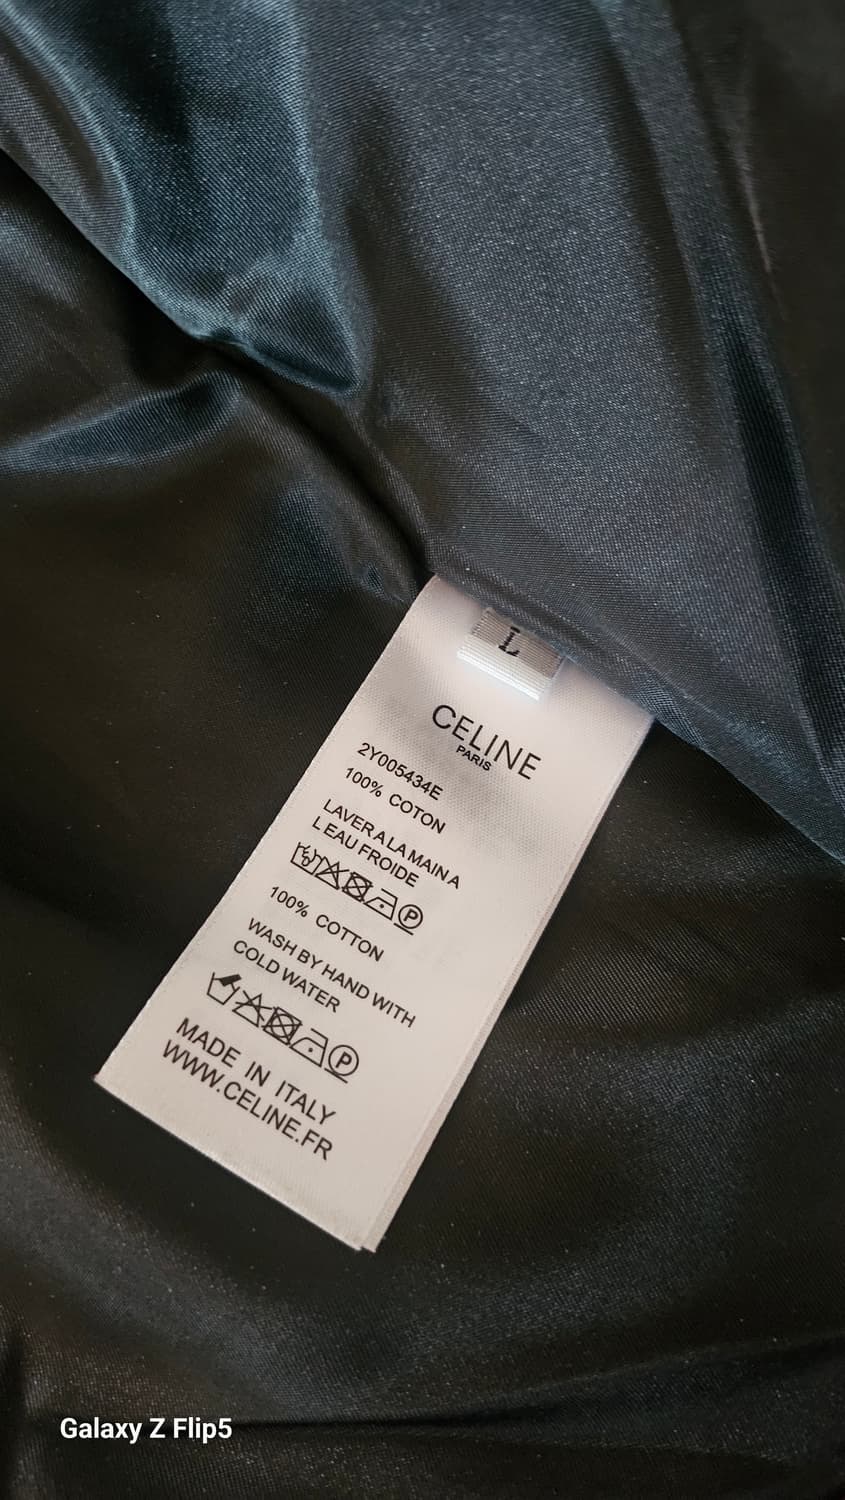 L
CELINE
PARIS
2Y005434E
100% COTON
LAVER A LA MAIN A
L EAU FROIDE
P
100% COTTON
WASH BY HAND WITH
COLD WATER
P
MADE IN ITALY
WWW.CELINE.FR
Galaxy Z Flip5